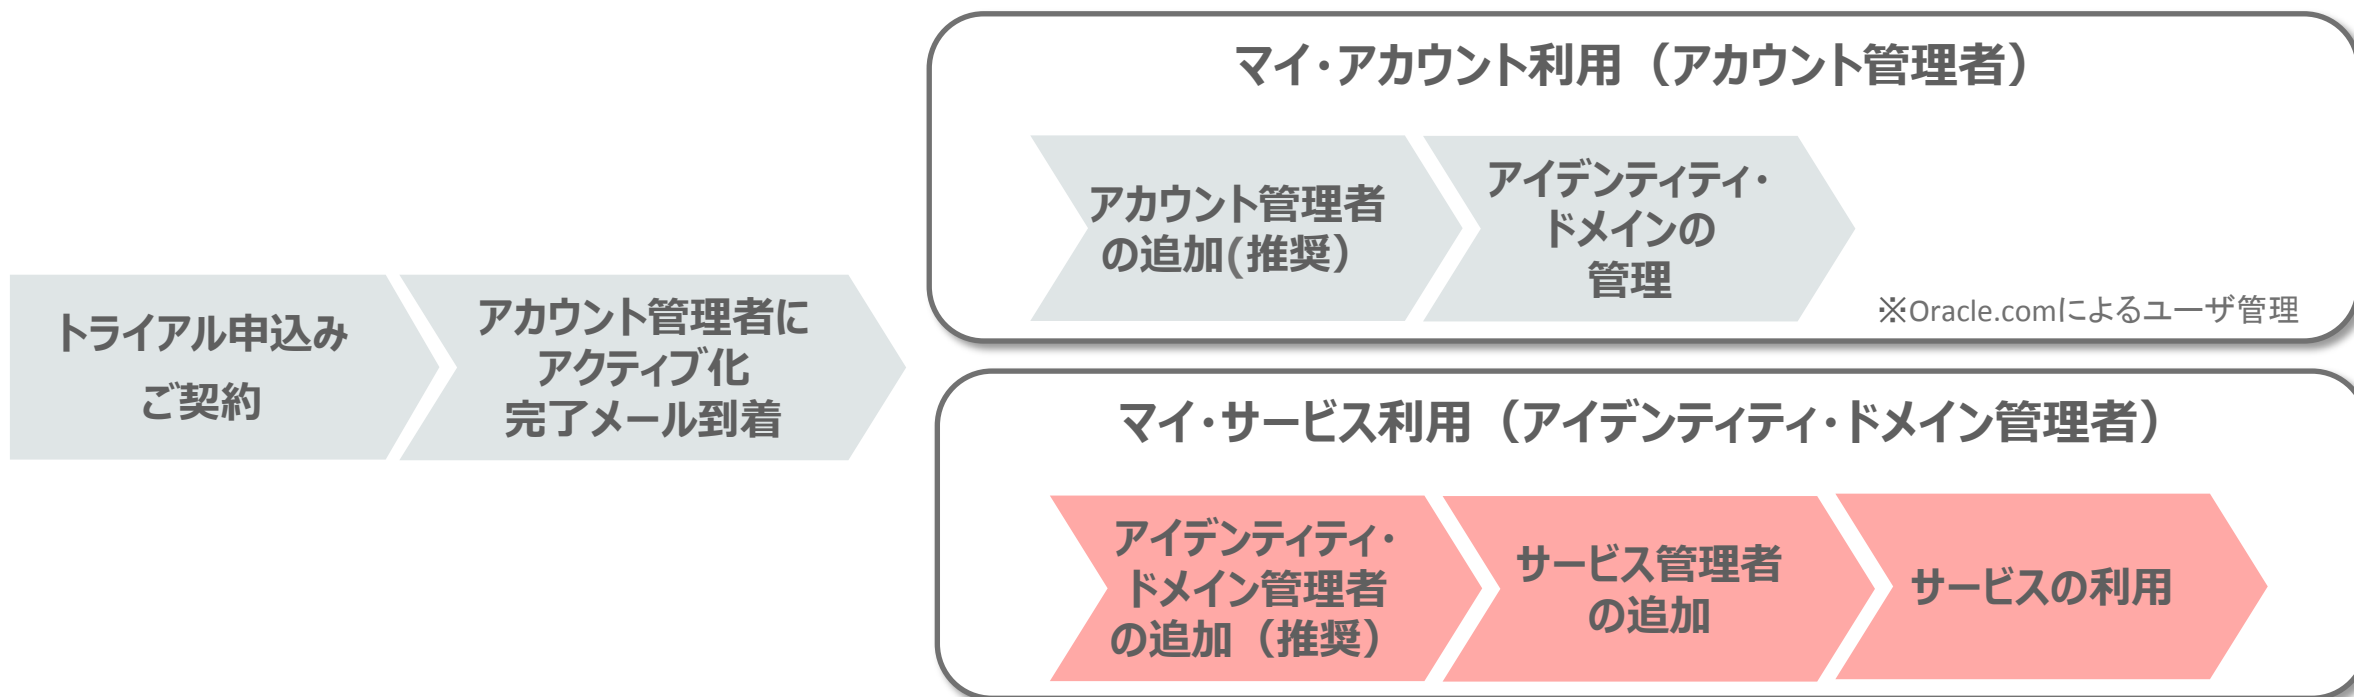 トライアル申込み
ご契約
アカウント管理者に
アクティブ化
完了メール到着
マイ・アカウント利用（アカウント管理者）
アカウント管理者
の追加(推奨）
アイデンティティ・
ドメインの
管理
※Oracle.comによるユーザ管理
マイ・サービス利用（アイデンティティ・ドメイン管理者）
アイデンティティ・
ドメイン管理者
の追加（推奨）
サービス管理者
の追加
サービスの利用